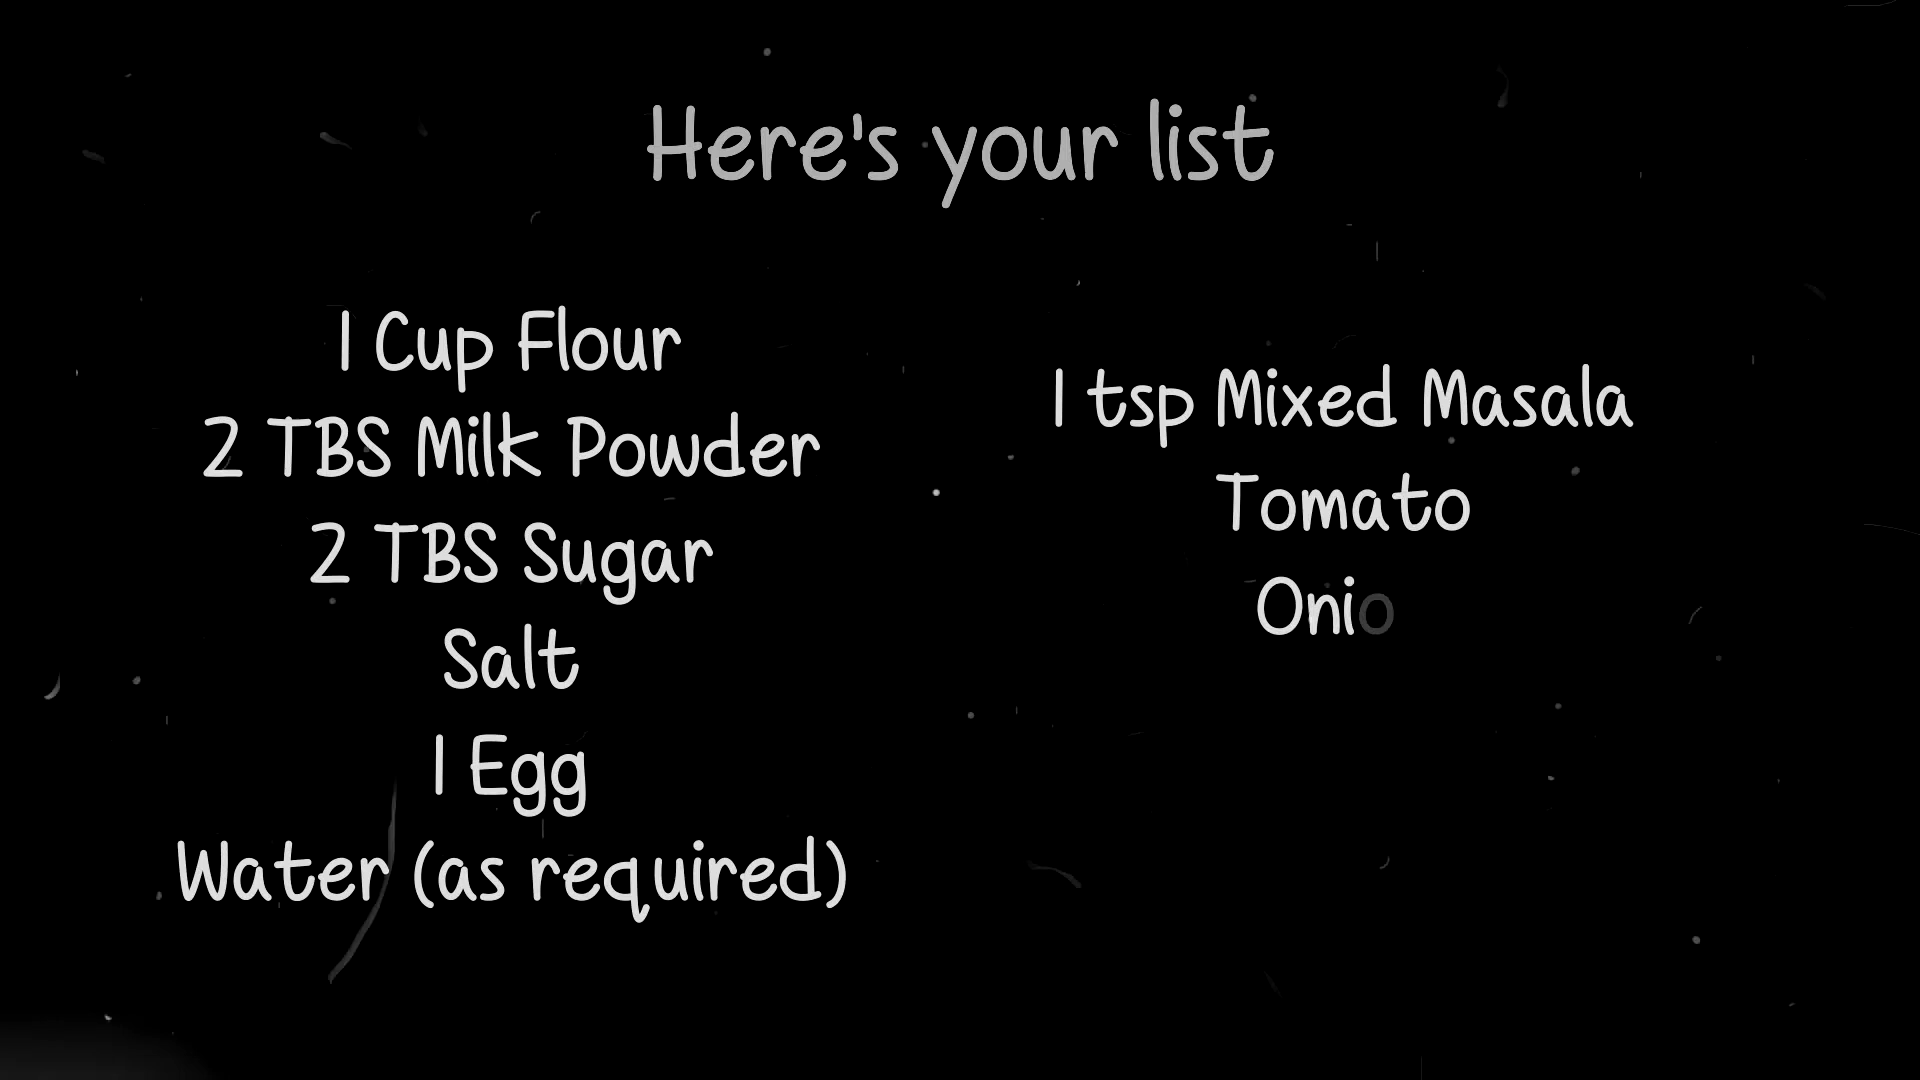 Here's your list
1 Cup Flour
2 TBS Milk Powder
2 TBS Sugar
Salt
1 Egg
Water (as required)
1 tsp Mixed Masala
Tomato
Onio